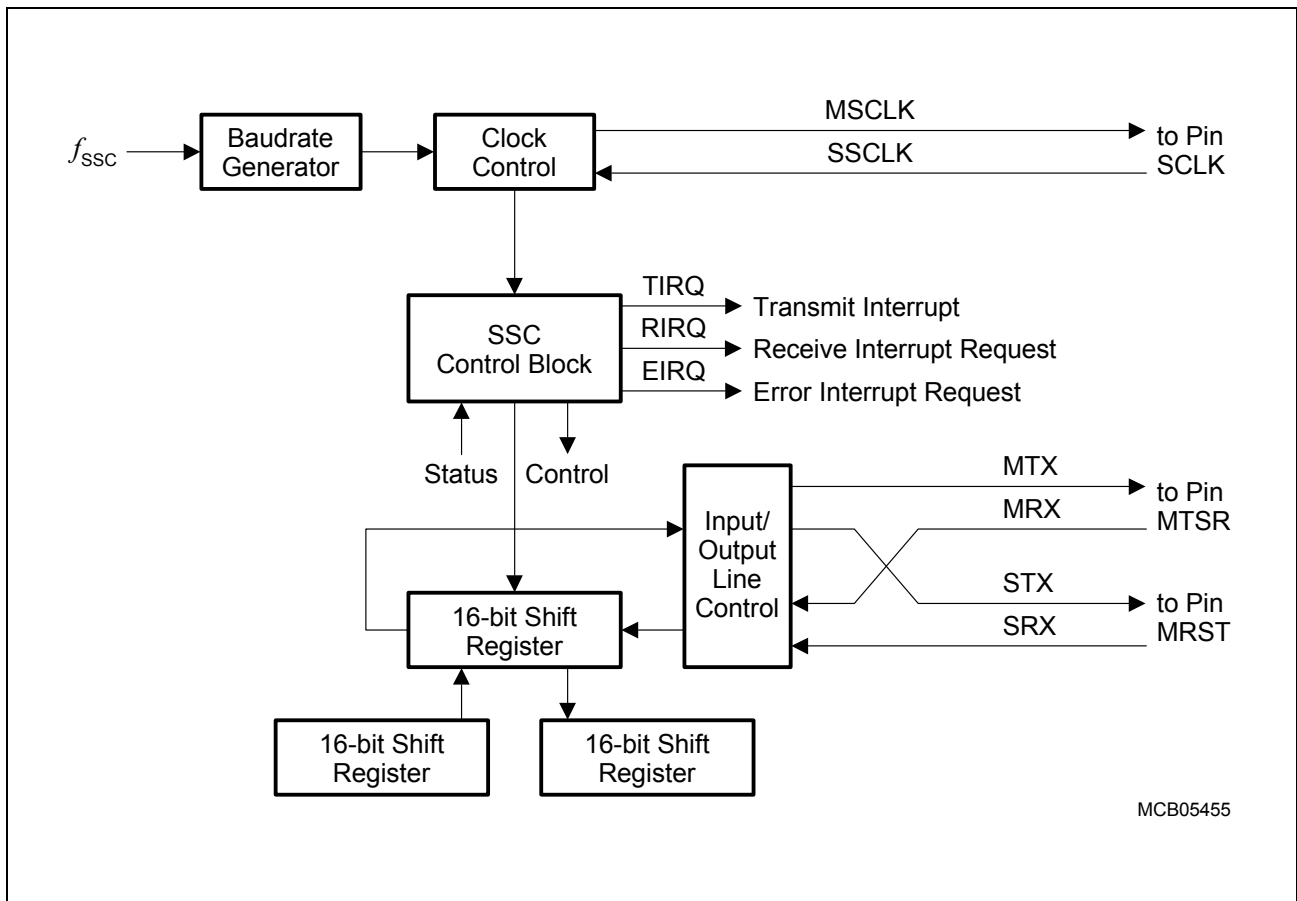 MSCLK
Baudrate
Generator
Clock
Control
to Pin
SCLK
fSSC
SSCLK
TIRQ
Transmit Interrupt
SSC
Control Block
RIRQ
Receive Interrupt Request
EIRQ
Error Interrupt Request
Status
Control
MTX
to Pin
MTSR
MRX
Input/
Output
Line
Control
STX
to Pin
MRST
SRX
16-bit Shift
Register
16-bit Shift
Register
16-bit Shift
Register
MCB05455